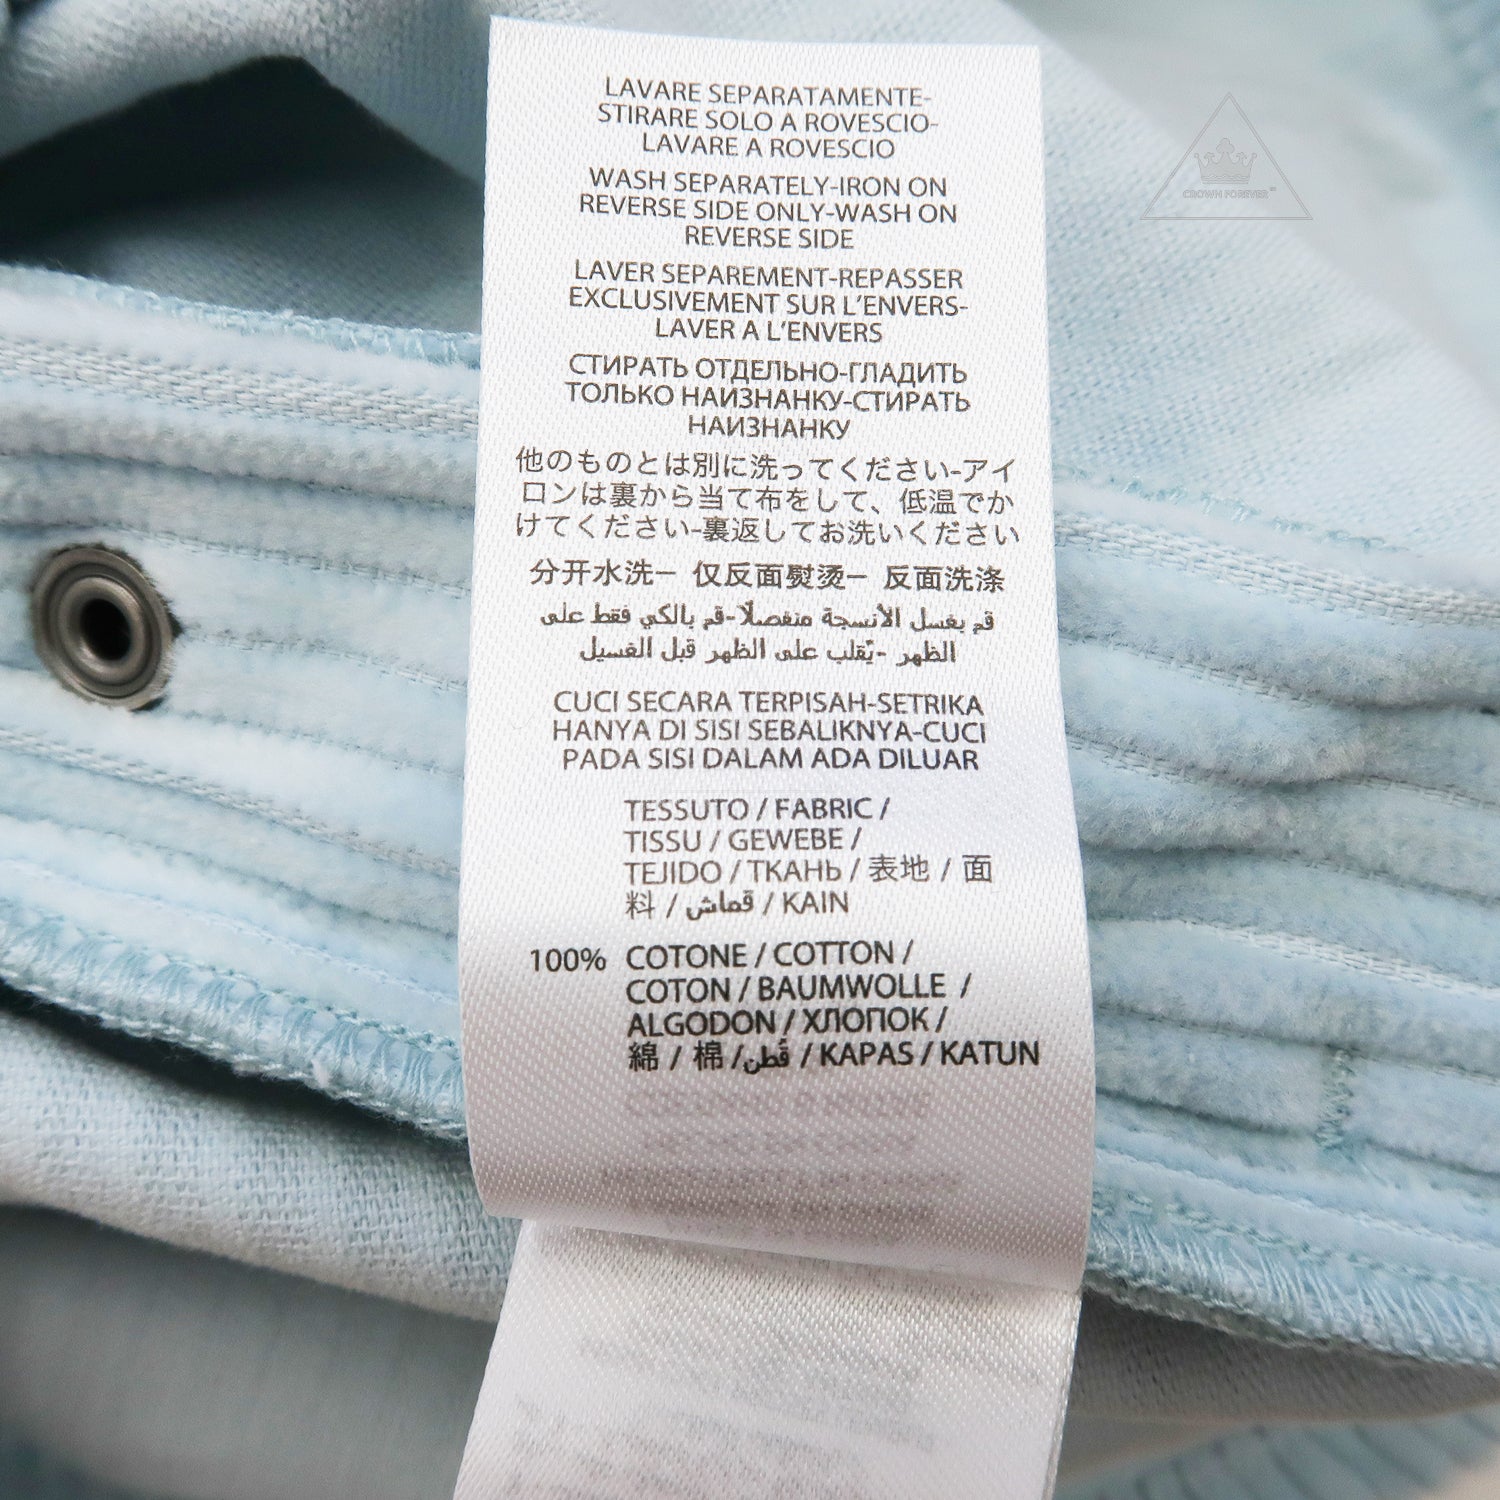 LAVARE SEPARATAMENTE-
STIRARE SOLO A ROVESCIO-
LAVARE A ROVESCIO
WASH SEPARATELY-IRON ON
REVERSE SIDE ONLY-WASH ON
REVERSE SIDE
LAVER SEPAREMENT-REPASSER
EXCLUSIVEMENT SUR L'ENVERS-
LAVER A L'ENVERS
СТИРАТЬ ОТДЕЛЬНО-ГЛАДИТЬ
ТОЛЬКО НАИЗНАНКУ-СТИРАТЬ
НАИЗНАНКУ
他のものとは別に洗ってください-アイ
ロンは裏から当て布をして、低温でか
けてください-裏返してお洗いください
分开水洗– 仅反面熨烫– 反面洗涤
قم بغسل الأنسجة منفصلًا-قم بالكي فقط على
الظهر -يُقلب على الظهر قبل الغسيل
CUCI SECARA TERPISAH-SETRIKA
HANYA DI SISI SEBALIKNYA-CUCI
PADA SISI DALAM ADA DILUAR
TESSUTO / FABRIC /
TISSU / GEWEBE /
TEJIDO / ТКАНЬ / 表地 / 面
料 / قماش / KAIN
100% COTONE / COTTON /
COTON / BAUMWOLLE /
ALGODON / ХЛОПОК /
綿 / 棉 / قُطن / KAPAS / KATUN
CROWN FOREVER™